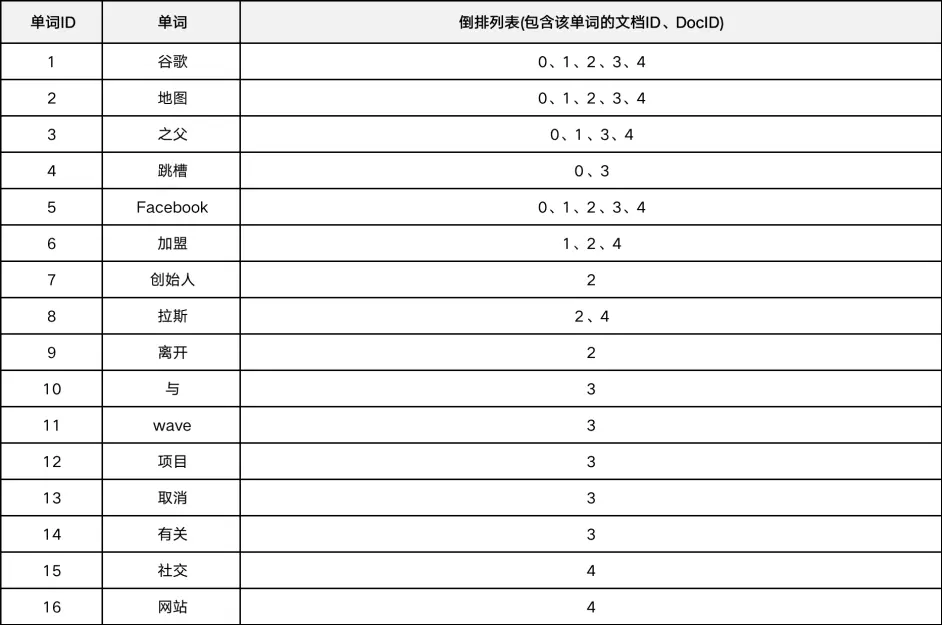 单词ID 单词 倒排列表(包含该单词的文档ID、DocID)
1 谷歌 0、1、2、3、4
2 地图 0、1、2、3、4
3 之父 0、1、3、4
4 跳槽 0、3
5 Facebook 0、1、2、3、4
6 加盟 1、2、4
7 创始人 2
8 拉斯 2、4
9 离开 2
10 与 3
11 wave 3
12 项目 3
13 取消 3
14 有关 3
15 社交 4
16 网站 4